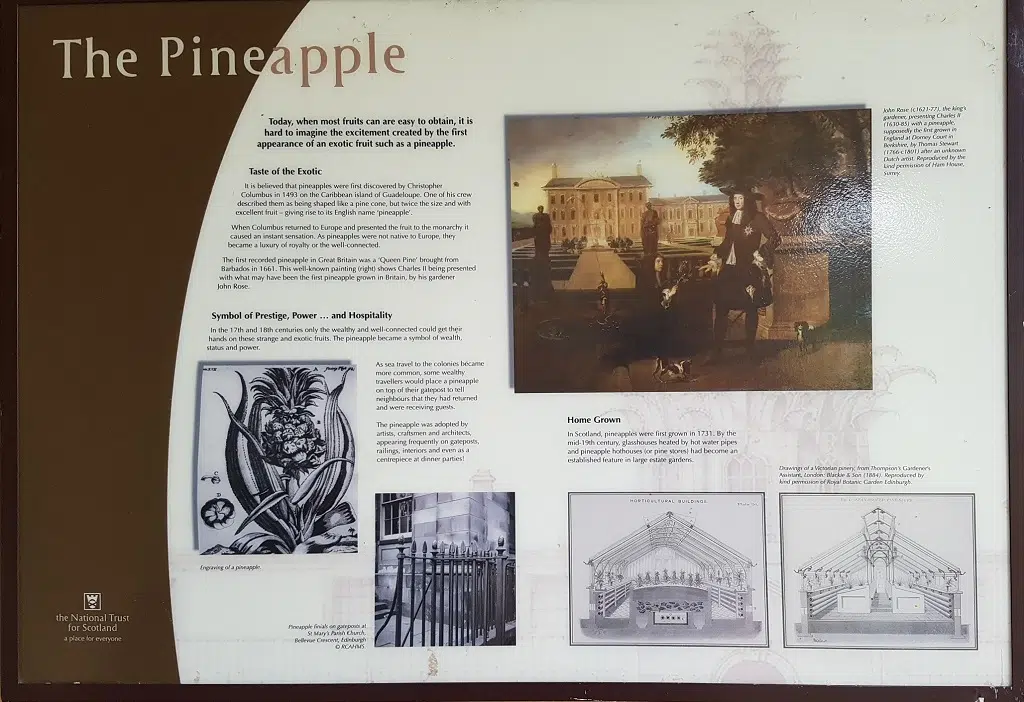 The Pineapple
Today, when most fruits can are easy to obtain, it is
hard to imagine the excitement created by the first
appearance of an exotic fruit such as a pineapple.
Taste of the Exotic
It is believed that pineapples were first discovered by Christopher
Columbus in 1493 on the Caribbean island of Guadeloupe. One of his crew
described them as being shaped like a pine cone, but twice the size and with
excellent fruit – giving rise to its English name 'pineapple'.
When Columbus returned to Europe and presented the fruit to the monarchy it
caused an instant sensation. As pineapples were not native to Europe, they
became a luxury of royalty or the well-connected.
The first recorded pineapple in Great Britain was a 'Queen Pine' brought from
Barbados in 1661. This well-known painting (right) shows Charles II being presented
with what may have been the first pineapple grown in Britain, by his gardener
John Rose.
Symbol of Prestige, Power ... and Hospitality
In the 17th and 18th centuries only the wealthy and well-connected could get their
hands on these strange and exotic fruits. The pineapple became a symbol of wealth,
status and power.
As sea travel to the colonies became
more common, some wealthy
travellers would place a pineapple
on top of their gatepost to tell
neighbours that they had returned
and were receiving guests.
The pineapple was adopted by
artists, craftsmen and architects,
appearing frequently on gateposts,
railings, interiors and even as a
centrepiece at dinner parties!
Engraving of a pineapple.
Pineapple finials on gateposts at
St Mary's Parish Church,
Bellevue Crescent, Edinburgh
© RCAHMS
John Rose (c1621-77), the king's
gardener, presenting Charles II
(1630-85) with a pineapple,
supposedly the first grown in
England at Dorney Court in
Berkshire, by Thomas Stewart
(1766-c1801) after an unknown
Dutch artist. Reproduced by the
kind permission of Ham House,
Surrey.
Home Grown
In Scotland, pineapples were first grown in 1731. By the
mid-19th century, glasshouses heated by hot water pipes
and pineapple hothouses (or pine stoves) had become an
established feature in large estate gardens.
Drawings of a Victorian pinery, from Thompson's Gardener's
Assistant, London: Blackie & Son (1884). Reproduced by
kind permission of Royal Botanic Garden Edinburgh.
HORTICULTURAL BUILDINGS
the National Trust
for Scotland
a place for everyone